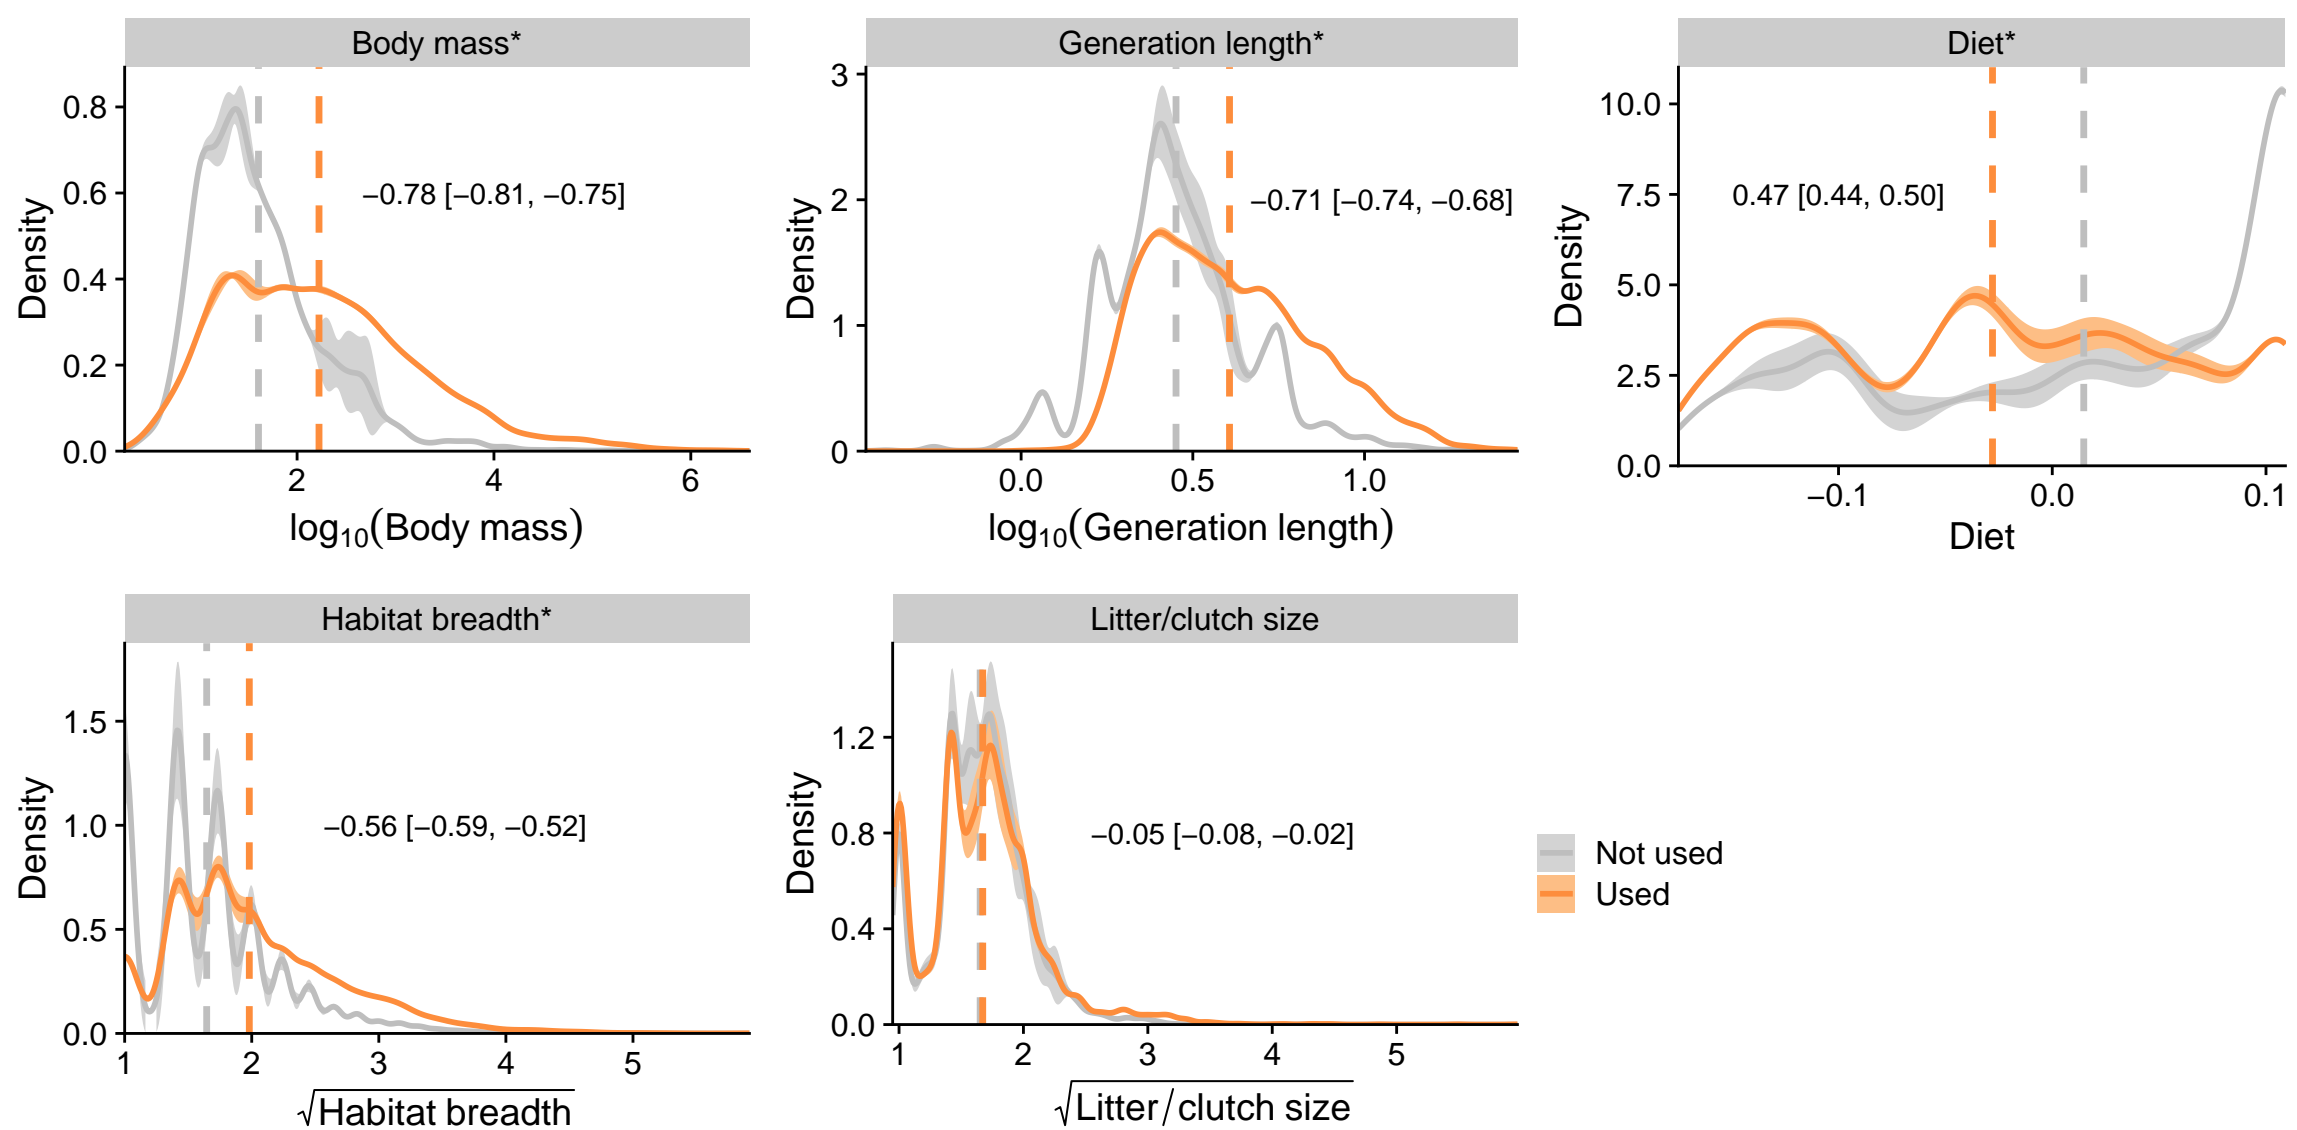 Body mass*
Density
0.8
0.6
0.4
0.2
0.0
−0.78 [−0.81, −0.75]
2 4 6
log₁₀(Body mass)
Generation length*
Density
3
2
1
0
−0.71 [−0.74, −0.68]
0.0 0.5 1.0
log₁₀(Generation length)
Diet*
Density
10.0
7.5
5.0
2.5
0.0
0.47 [0.44, 0.50]
−0.1 0.0 0.1
Diet
Habitat breadth*
Density
1.5
1.0
0.5
0.0
−0.56 [−0.59, −0.52]
1 2 3 4 5
√Habitat breadth
Litter/clutch size
Density
1.2
0.8
0.4
0.0
−0.05 [−0.08, −0.02]
1 2 3 4 5
√Litter/clutch size
Not used
Used